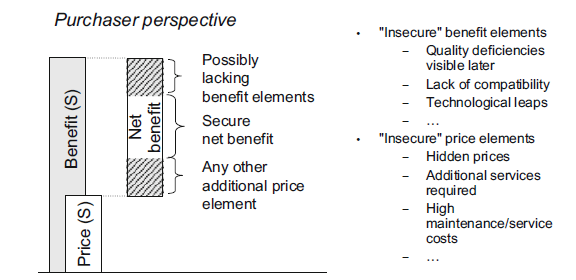 Purchaser perspective
Benefit (S)
Price (S)
Net
benefit
Possibly
lacking
benefit elements
Secure
net benefit
Any other
additional price
element
• "Insecure" benefit elements
– Quality deficiencies
visible later
– Lack of compatibility
– Technological leaps
– …
• "Insecure" price elements
– Hidden prices
– Additional services
required
– High
maintenance/service
costs
– …